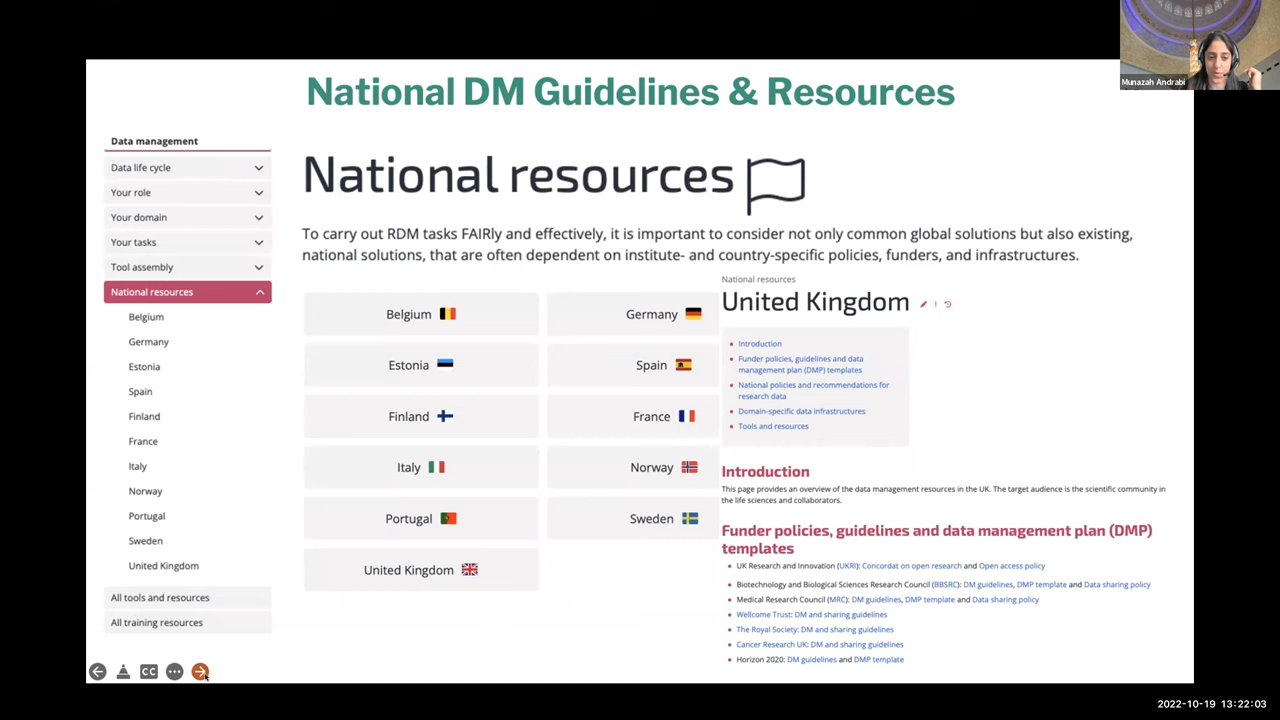 Munazah Andrabi
National DM Guidelines & Resources
Data management
Data life cycle
Your role
Your domain
Your tasks
Tool assembly
National resources
Belgium
Germany
Estonia
Spain
Finland
France
Italy
Norway
Portugal
Sweden
United Kingdom
All tools and resources
All training resources
National resources
To carry out RDM tasks FAIRly and effectively, it is important to consider not only common global solutions but also existing,
national solutions, that are often dependent on institute- and country-specific policies, funders, and infrastructures.
Belgium
Germany
Estonia
Spain
Finland
France
Italy
Norway
Portugal
Sweden
United Kingdom
National resources
United Kingdom
Introduction
Funder policies, guidelines and data
management plan (DMP) templates
National policies and recommendations for
research data
Domain-specific data infrastructures
Tools and resources
Introduction
This page provides an overview of the data management resources in the UK. The target audience is the scientific community in
the life sciences and collaborators.
Funder policies, guidelines and data management plan (DMP)
templates
UK Research and Innovation (UKRI): Concordat on open research and Open access policy
Biotechnology and Biological Sciences Research Council (BBSRC): DM guidelines, DMP template and Data sharing policy
Medical Research Council (MRC): DM guidelines, DMP template and Data sharing policy
Wellcome Trust: DM and sharing guidelines
The Royal Society: DM and sharing guidelines
Cancer Research UK: DM and sharing guidelines
Horizon 2020: DM guidelines and DMP template
CC
2022-10-19 13:22:03